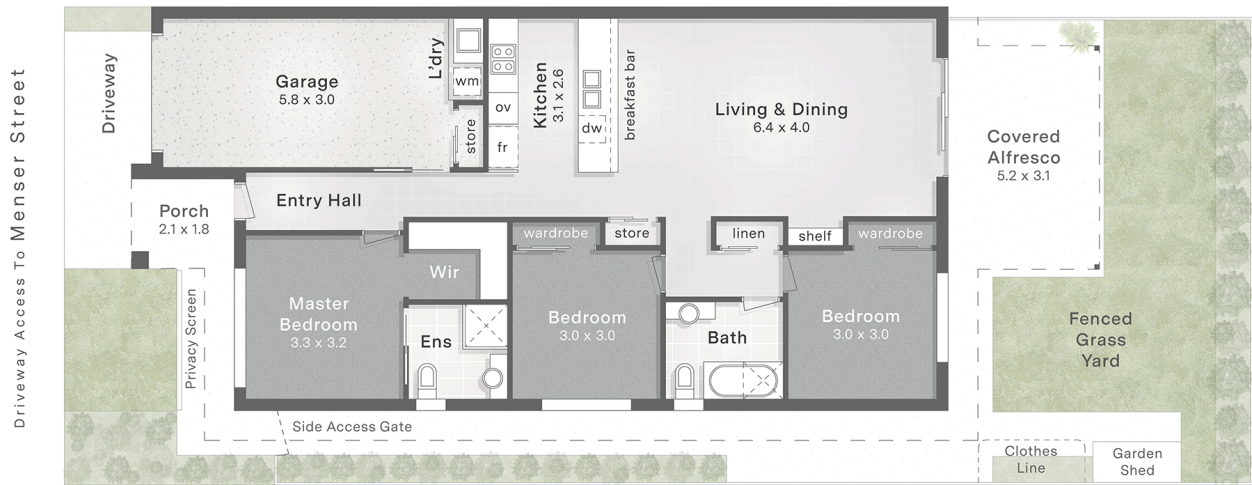 Driveway Access To Menser Street
Driveway
Garage
5.8 x 3.0
L'dry
wm
store
ov
fr
Kitchen
3.1 x 2.6
dw
breakfast bar
Living & Dining
6.4 x 4.0
Covered
Alfresco
5.2 x 3.1
Porch
2.1 x 1.8
Entry Hall
wardrobe
store
linen
shelf
wardrobe
Wir
Master
Bedroom
3.3 x 3.2
Ens
Bedroom
3.0 x 3.0
Bath
Bedroom
3.0 x 3.0
Fenced
Grass
Yard
Privacy Screen
Side Access Gate
Clothes
Line
Garden
Shed